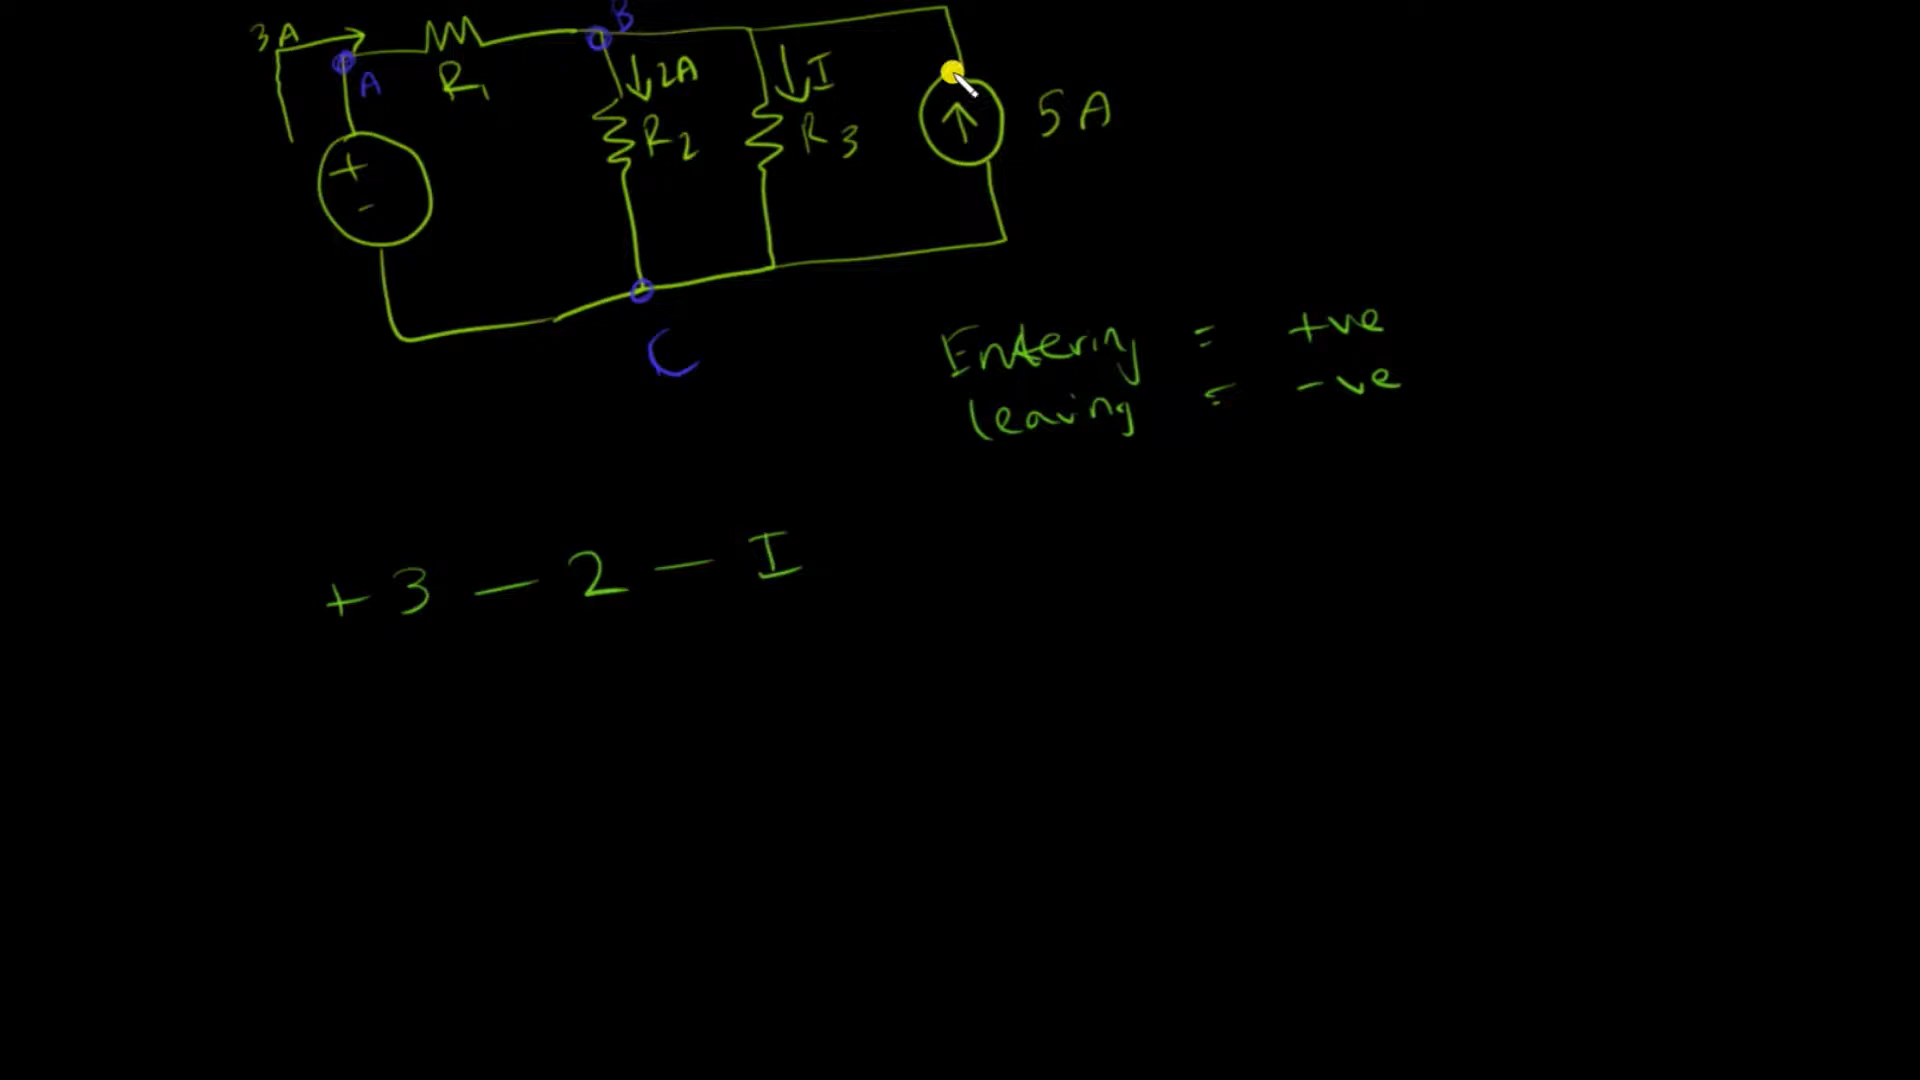 B
3A
A
R1
2A
I
R2
R3
5A
+
-
C
Entering = +ve
leaving = -ve
+3 - 2 - I